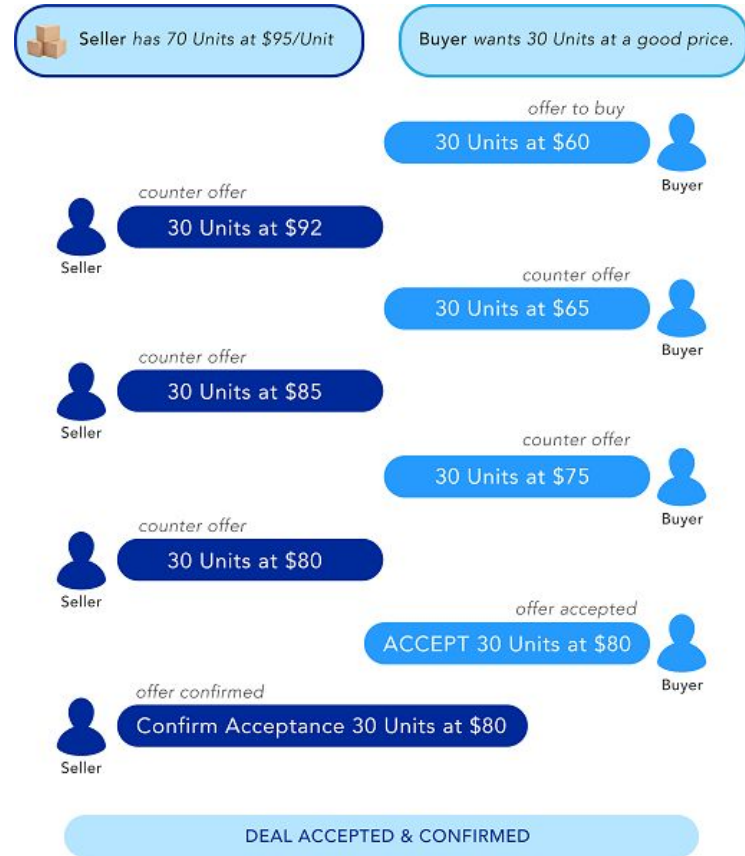 Seller has 70 Units at $95/Unit
Buyer wants 30 Units at a good price.
offer to buy
30 Units at $60
Buyer
counter offer
30 Units at $92
Seller
counter offer
30 Units at $65
Buyer
counter offer
30 Units at $85
Seller
counter offer
30 Units at $75
Buyer
counter offer
30 Units at $80
Seller
offer accepted
ACCEPT 30 Units at $80
Buyer
offer confirmed
Confirm Acceptance 30 Units at $80
Seller
DEAL ACCEPTED & CONFIRMED